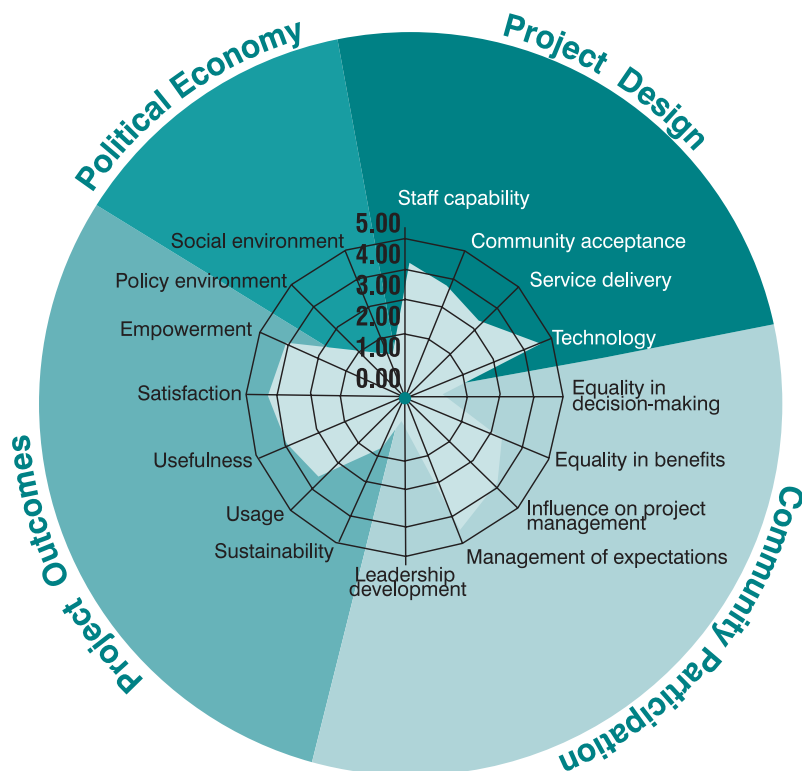 Political Economy
Project Design
Staff capability
5.00
4.00
3.00
2.00
1.00
0.00
Social environment
Community acceptance
Policy environment
Service delivery
Empowerment
Technology
Satisfaction
Equality in
decision-making
Usefulness
Equality in benefits
Usage
Influence on project
management
Sustainability
Management of expectations
Leadership
development
Project Outcomes
Community Participation